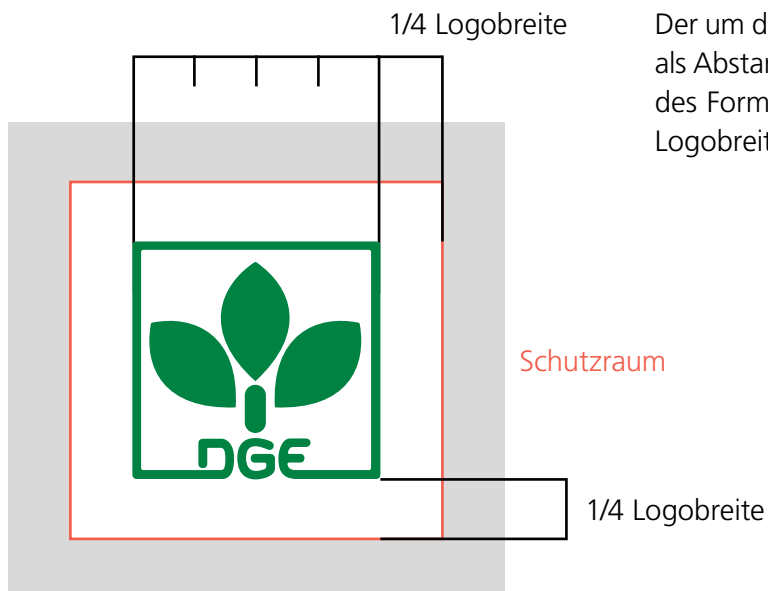 1/4 Logobreite
Der um d
als Abstan
des Form
Logobreit
Schutzraum
DGE
1/4 Logobreite